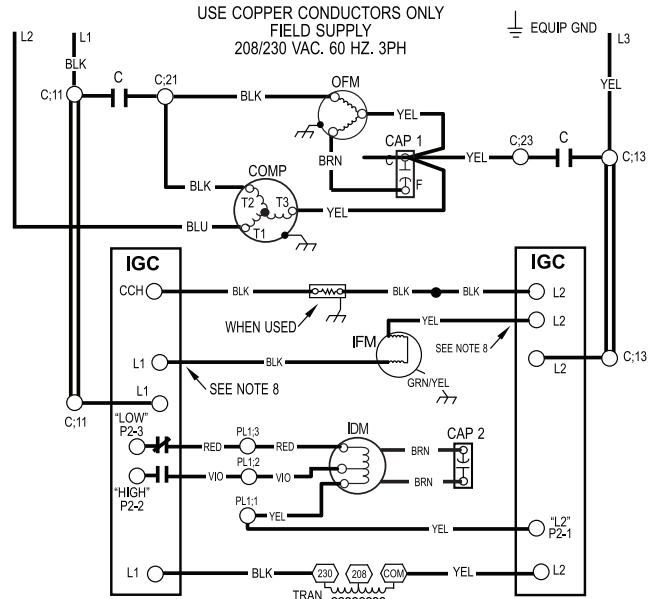 USE COPPER CONDUCTORS ONLY
FIELD SUPPLY
208/230 VAC. 60 HZ. 3PH
EQUIP GND
L2
L1
L3
BLK
YEL
C;11
C
C;21
BLK
OFM
YEL
CAP 1
C
F
YEL
C;23
C
C;13
BRN
COMP
BLK
T2
T3
T1
YEL
BLU
IGC
IGC
CCH
BLK
BLK
BLK
L2
WHEN USED
YEL
L2
IFM
SEE NOTE 8
L1
BLK
GRN/YEL
L2
C;13
SEE NOTE 8
L1
C;11
"LOW"
P2-3
RED
PL1;3
RED
IDM
BRN
CAP 2
"HIGH"
P2-2
VIO
PL1;2
VIO
BRN
PL1;1
YEL
YEL
"L2"
P2-1
L1
BLK
230
208
COM
YEL
L2
TRAN